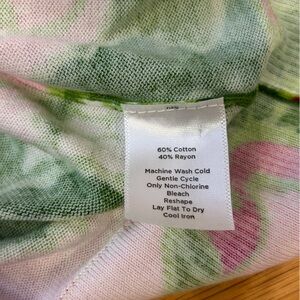 60% Cotton
40% Rayon
Machine Wash Cold
Gentle Cycle
Only Non-Chlorine
Bleach
Reshape
Lay Flat To Dry
Cool Iron